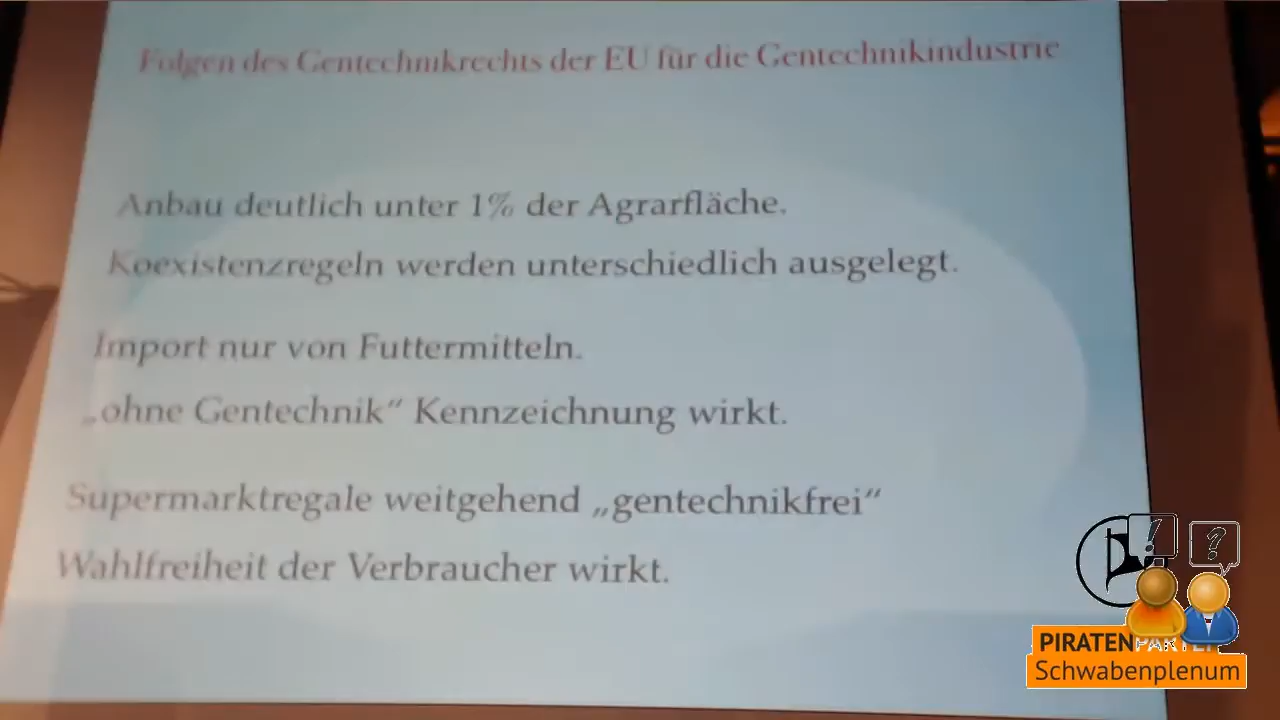 Folgen des Gentechnikrechts der EU für die Gentechnikindustrie
Anbau deutlich unter 1% der Agrarfläche.
Koexistenzregeln werden unterschiedlich ausgelegt.
Import nur von Futtermitteln.
„ohne Gentechnik“ Kennzeichnung wirkt.
Supermarktregale weitgehend „gentechnikfrei“
Wahlfreiheit der Verbraucher wirkt.
! ?
PIRATENPARTEI
Schwabenplenum